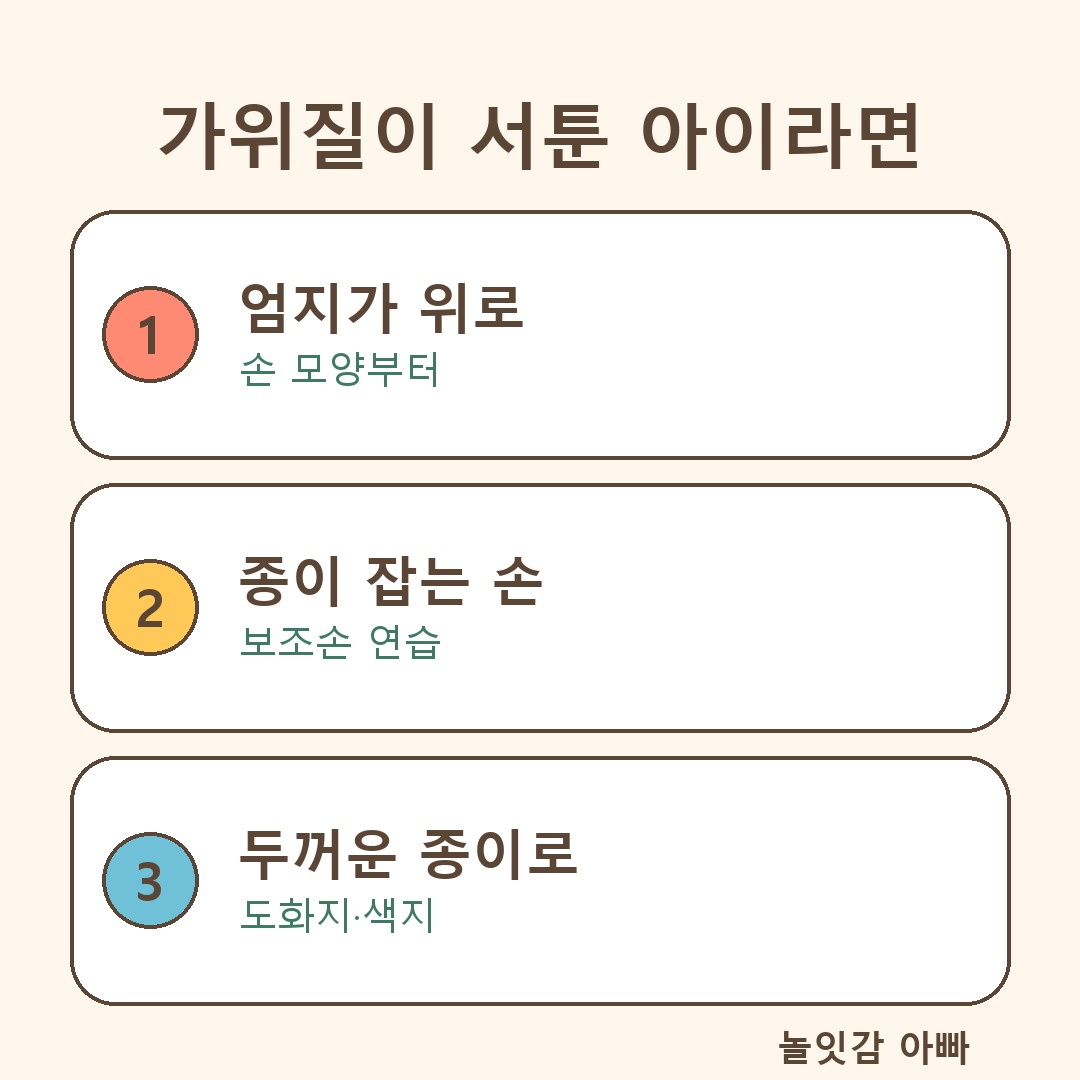 가위질이 서툰 아이라면
1
엄지가 위로
손 모양부터
2
종이 잡는 손
보조손 연습
3
두꺼운 종이로
도화지·색지
놀잇감 아빠